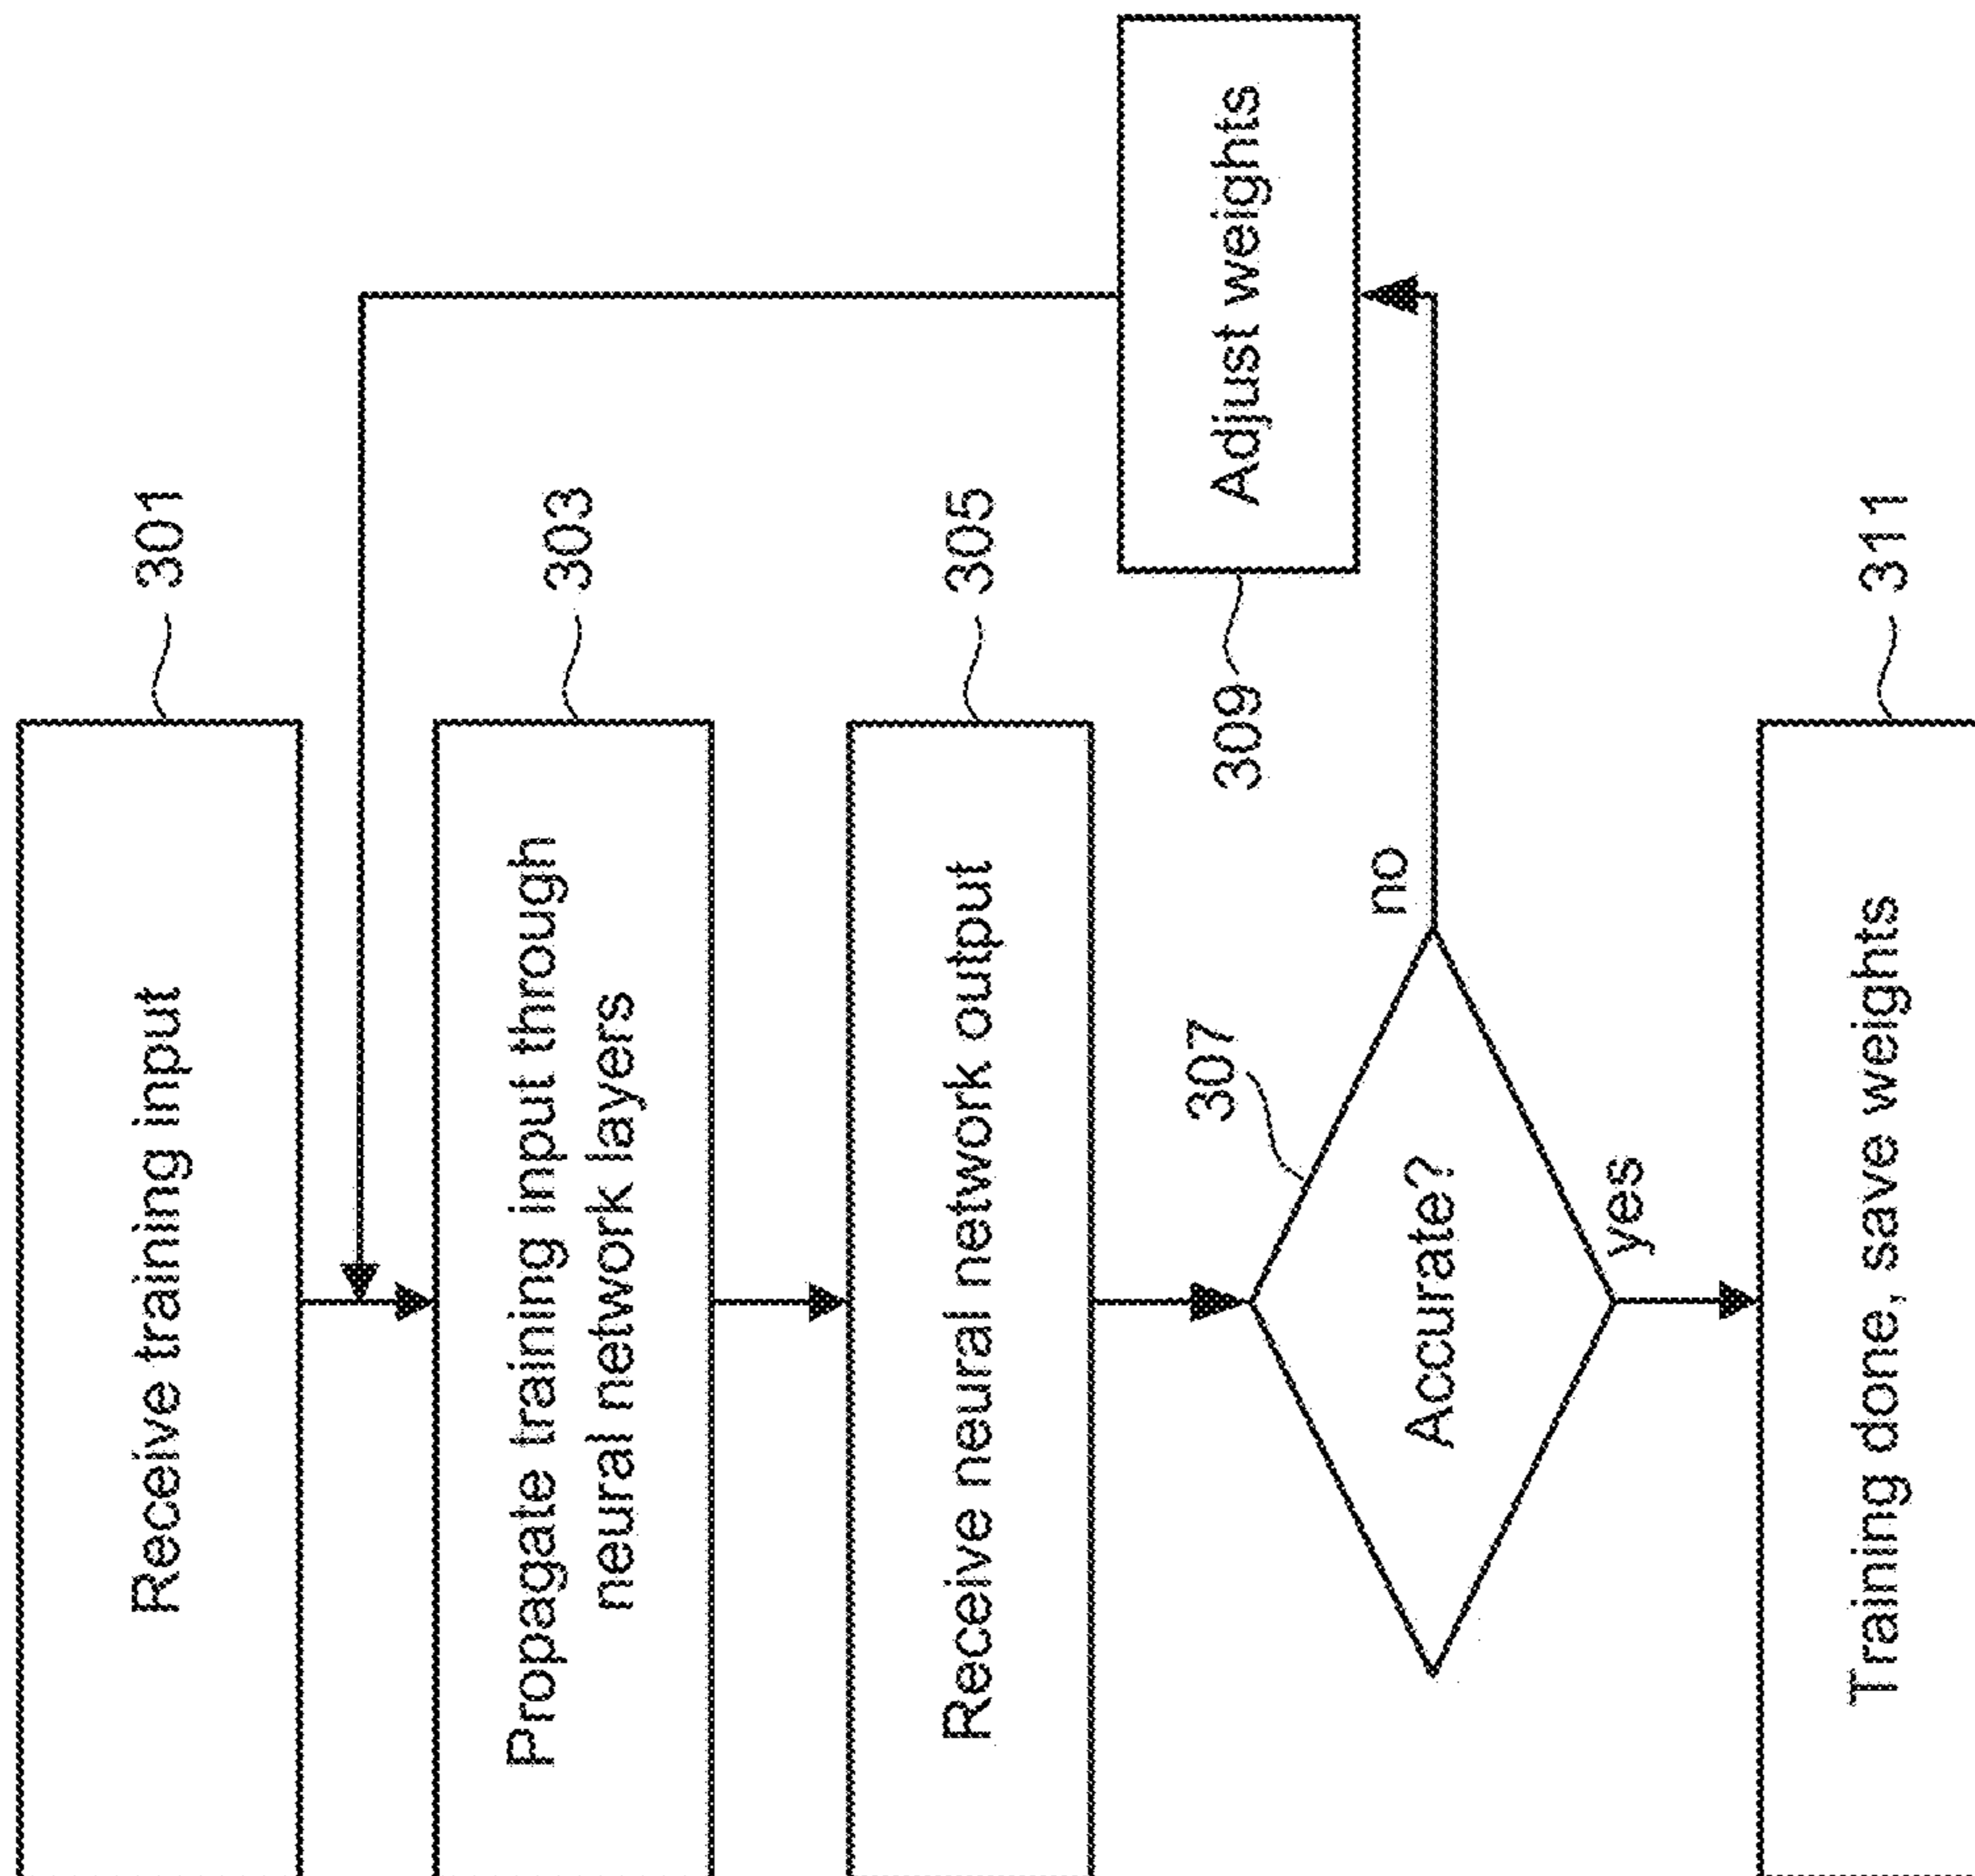 Receive training input
301
Propagate training input through
neural network layers
303
Receive neural network output
305
Accurate?
307
no
Adjust weights
309
yes
Training done, save weights
311